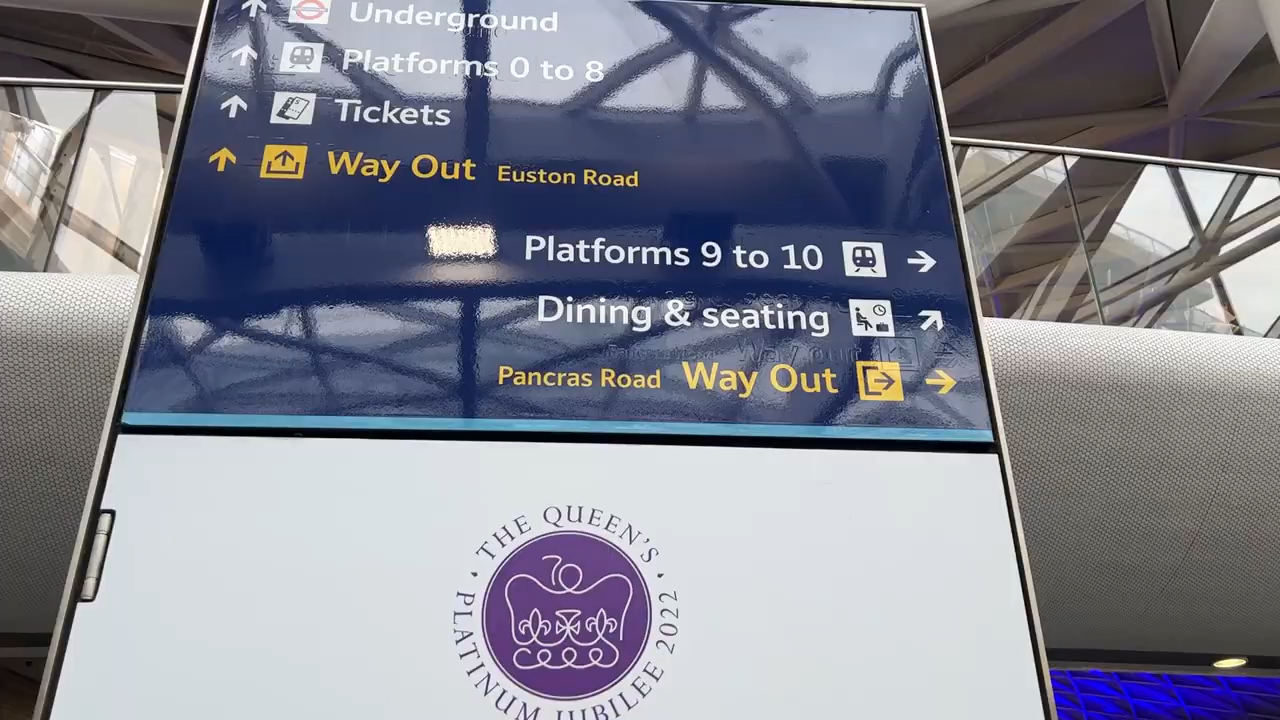 Underground
Platforms 0 to 8
Tickets
Way Out Euston Road
Platforms 9 to 10
Dining & seating
Pancras Road Way Out
THE QUEEN'S
70
PLATINUM JUBILEE 2022